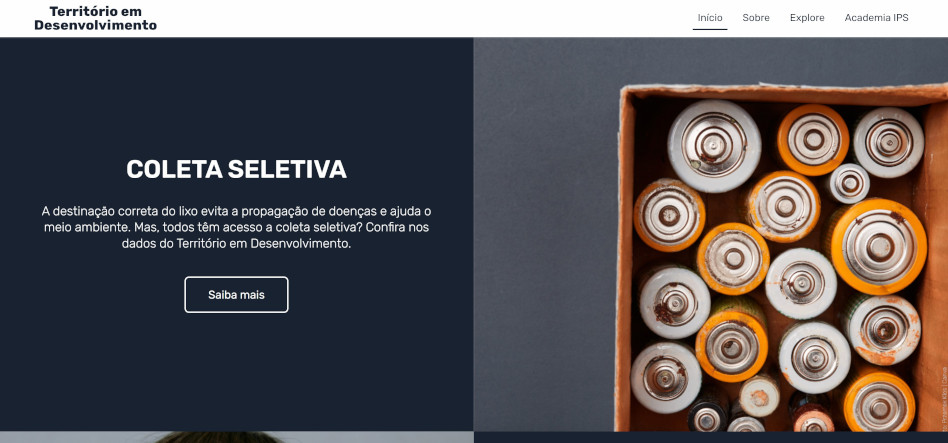 Território em
Desenvolvimento
Início
Sobre
Explore
Academia IPS
COLETA SELETIVA
A destinação correta do lixo evita a propagação de doenças e ajuda o
meio ambiente. Mas, todos têm acesso a coleta seletiva? Confira nos
dados do Território em Desenvolvimento.
Saiba mais